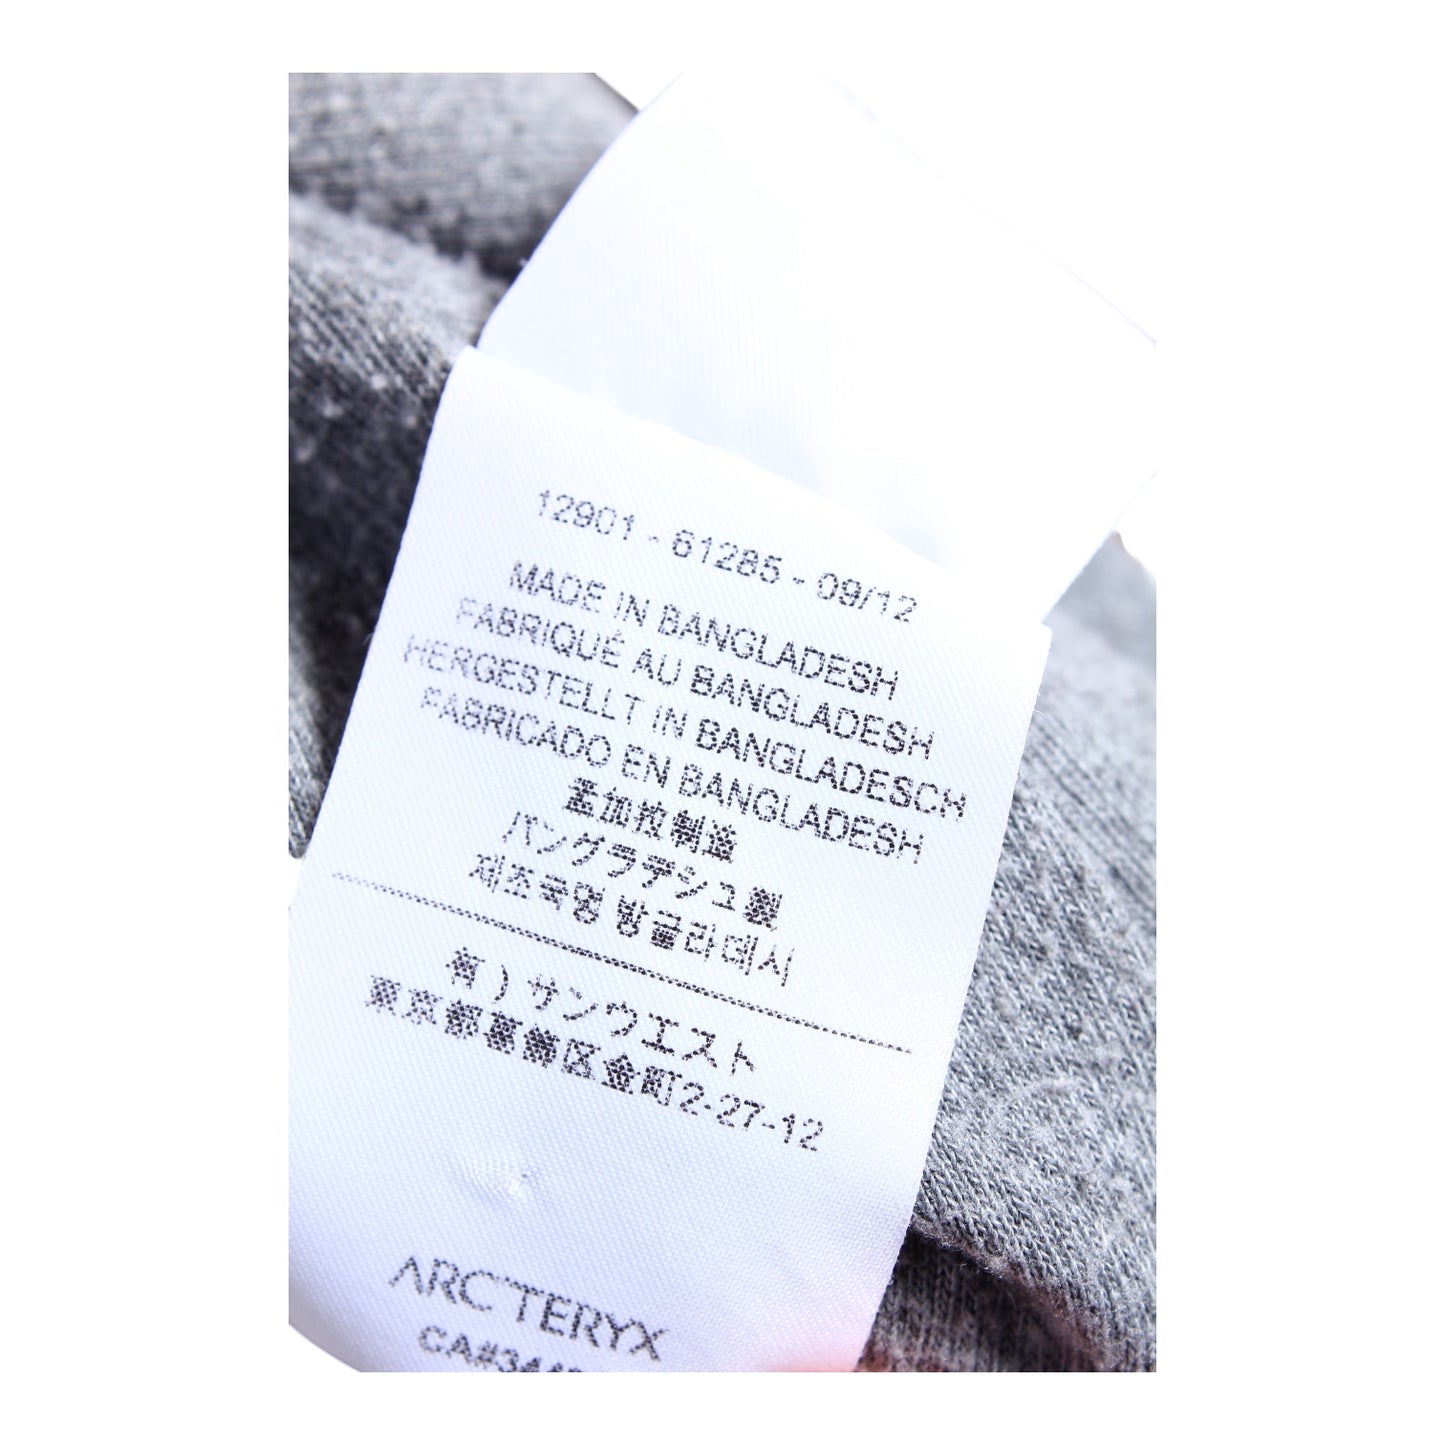 12901 - 61285 - 09/12
MADE IN BANGLADESH
FABRIQUÉ AU BANGLADESH
HERGESTELLT IN BANGLADESCH
FABRICADO EN BANGLADESH
孟加拉制造
バングラデシュ製
재조국명 방글라데시
有）サンウエスト
東京都葛飾区金町2-27-12
ARC'TERYX